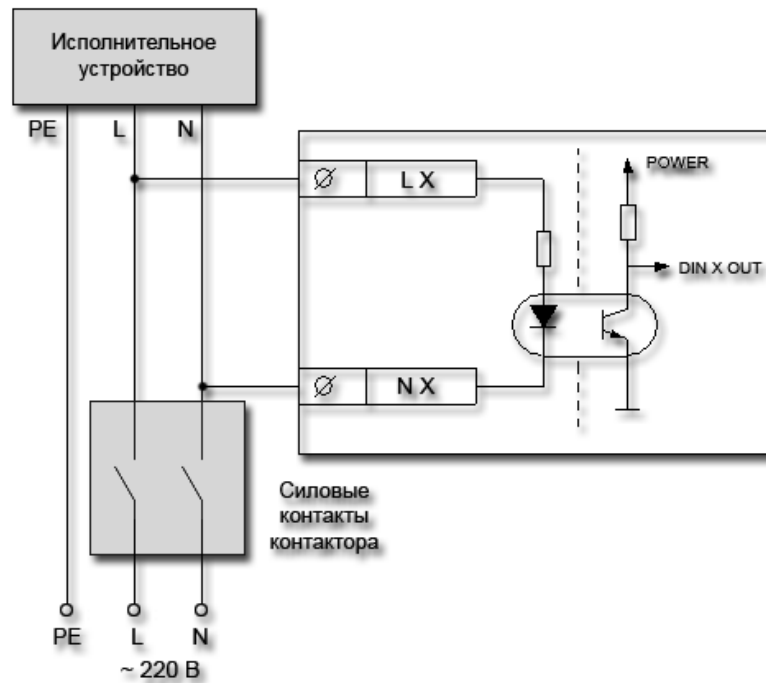 Исполнительное
устройство
PE
L
N
L X
POWER
DIN X OUT
N X
Силовые
контакты
контактора
PE
L
N
~ 220 В